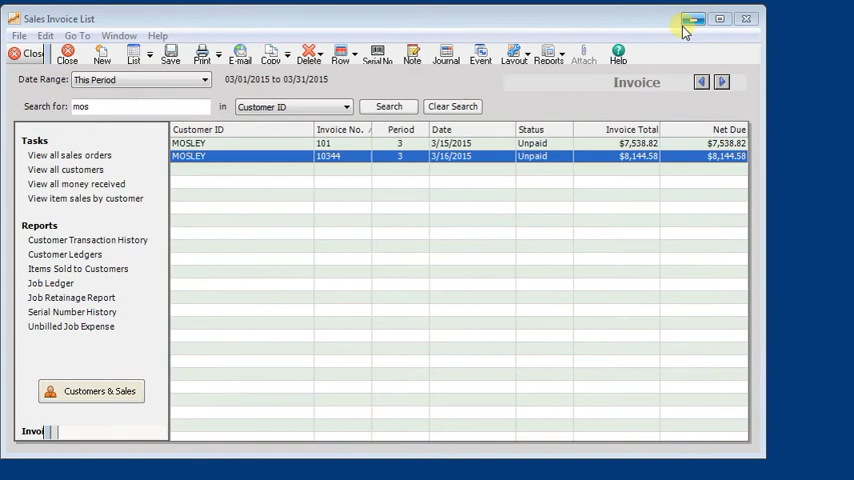 Sales Invoice List
File Edit Go To Window Help
Close New List Save Print E-mail Copy Delete Row Serial No. Note Journal Event Layout Reports Attach Help
Date Range: This Period 03/01/2015 to 03/31/2015 Invoice
Search for: mos in Customer ID Search Clear Search
Customer ID Invoice No. Period Date Status Invoice Total Net Due
MOSLEY 101 3 3/15/2015 Unpaid $7,538.82 $7,538.82
MOSLEY 10344 3 3/16/2015 Unpaid $8,144.58 $8,144.58
Tasks
View all sales orders
View all customers
View all money received
View item sales by customer
Reports
Customer Transaction History
Customer Ledgers
Items Sold to Customers
Job Ledger
Job Retainage Report
Serial Number History
Unbilled Job Expense
Customers & Sales